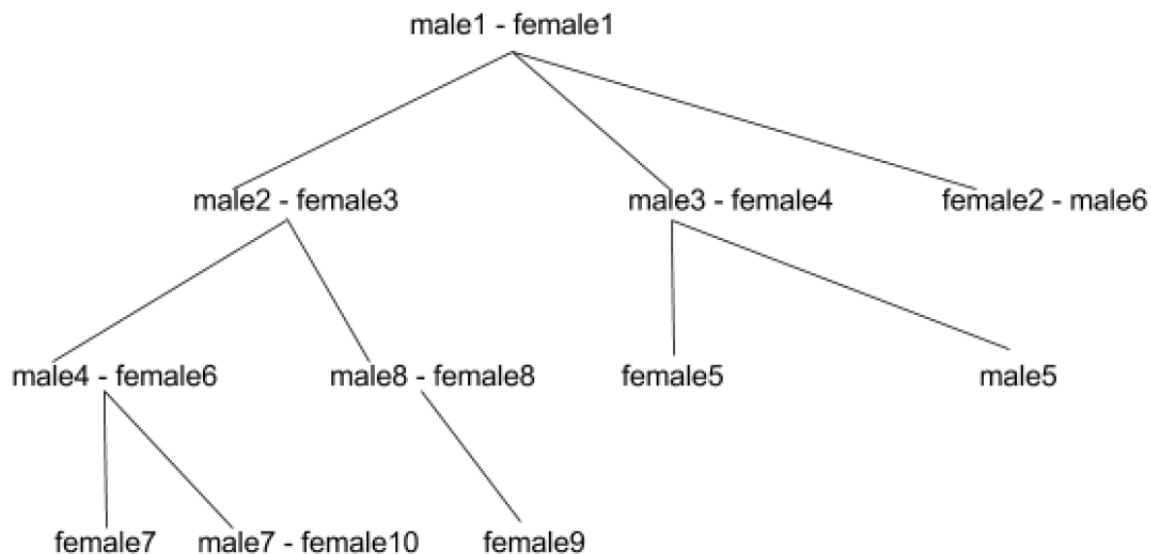 male1 - female1
male2 - female3
male3 - female4
female2 - male6
male4 - female6
male8 - female8
female5
male5
female7
male7 - female10
female9